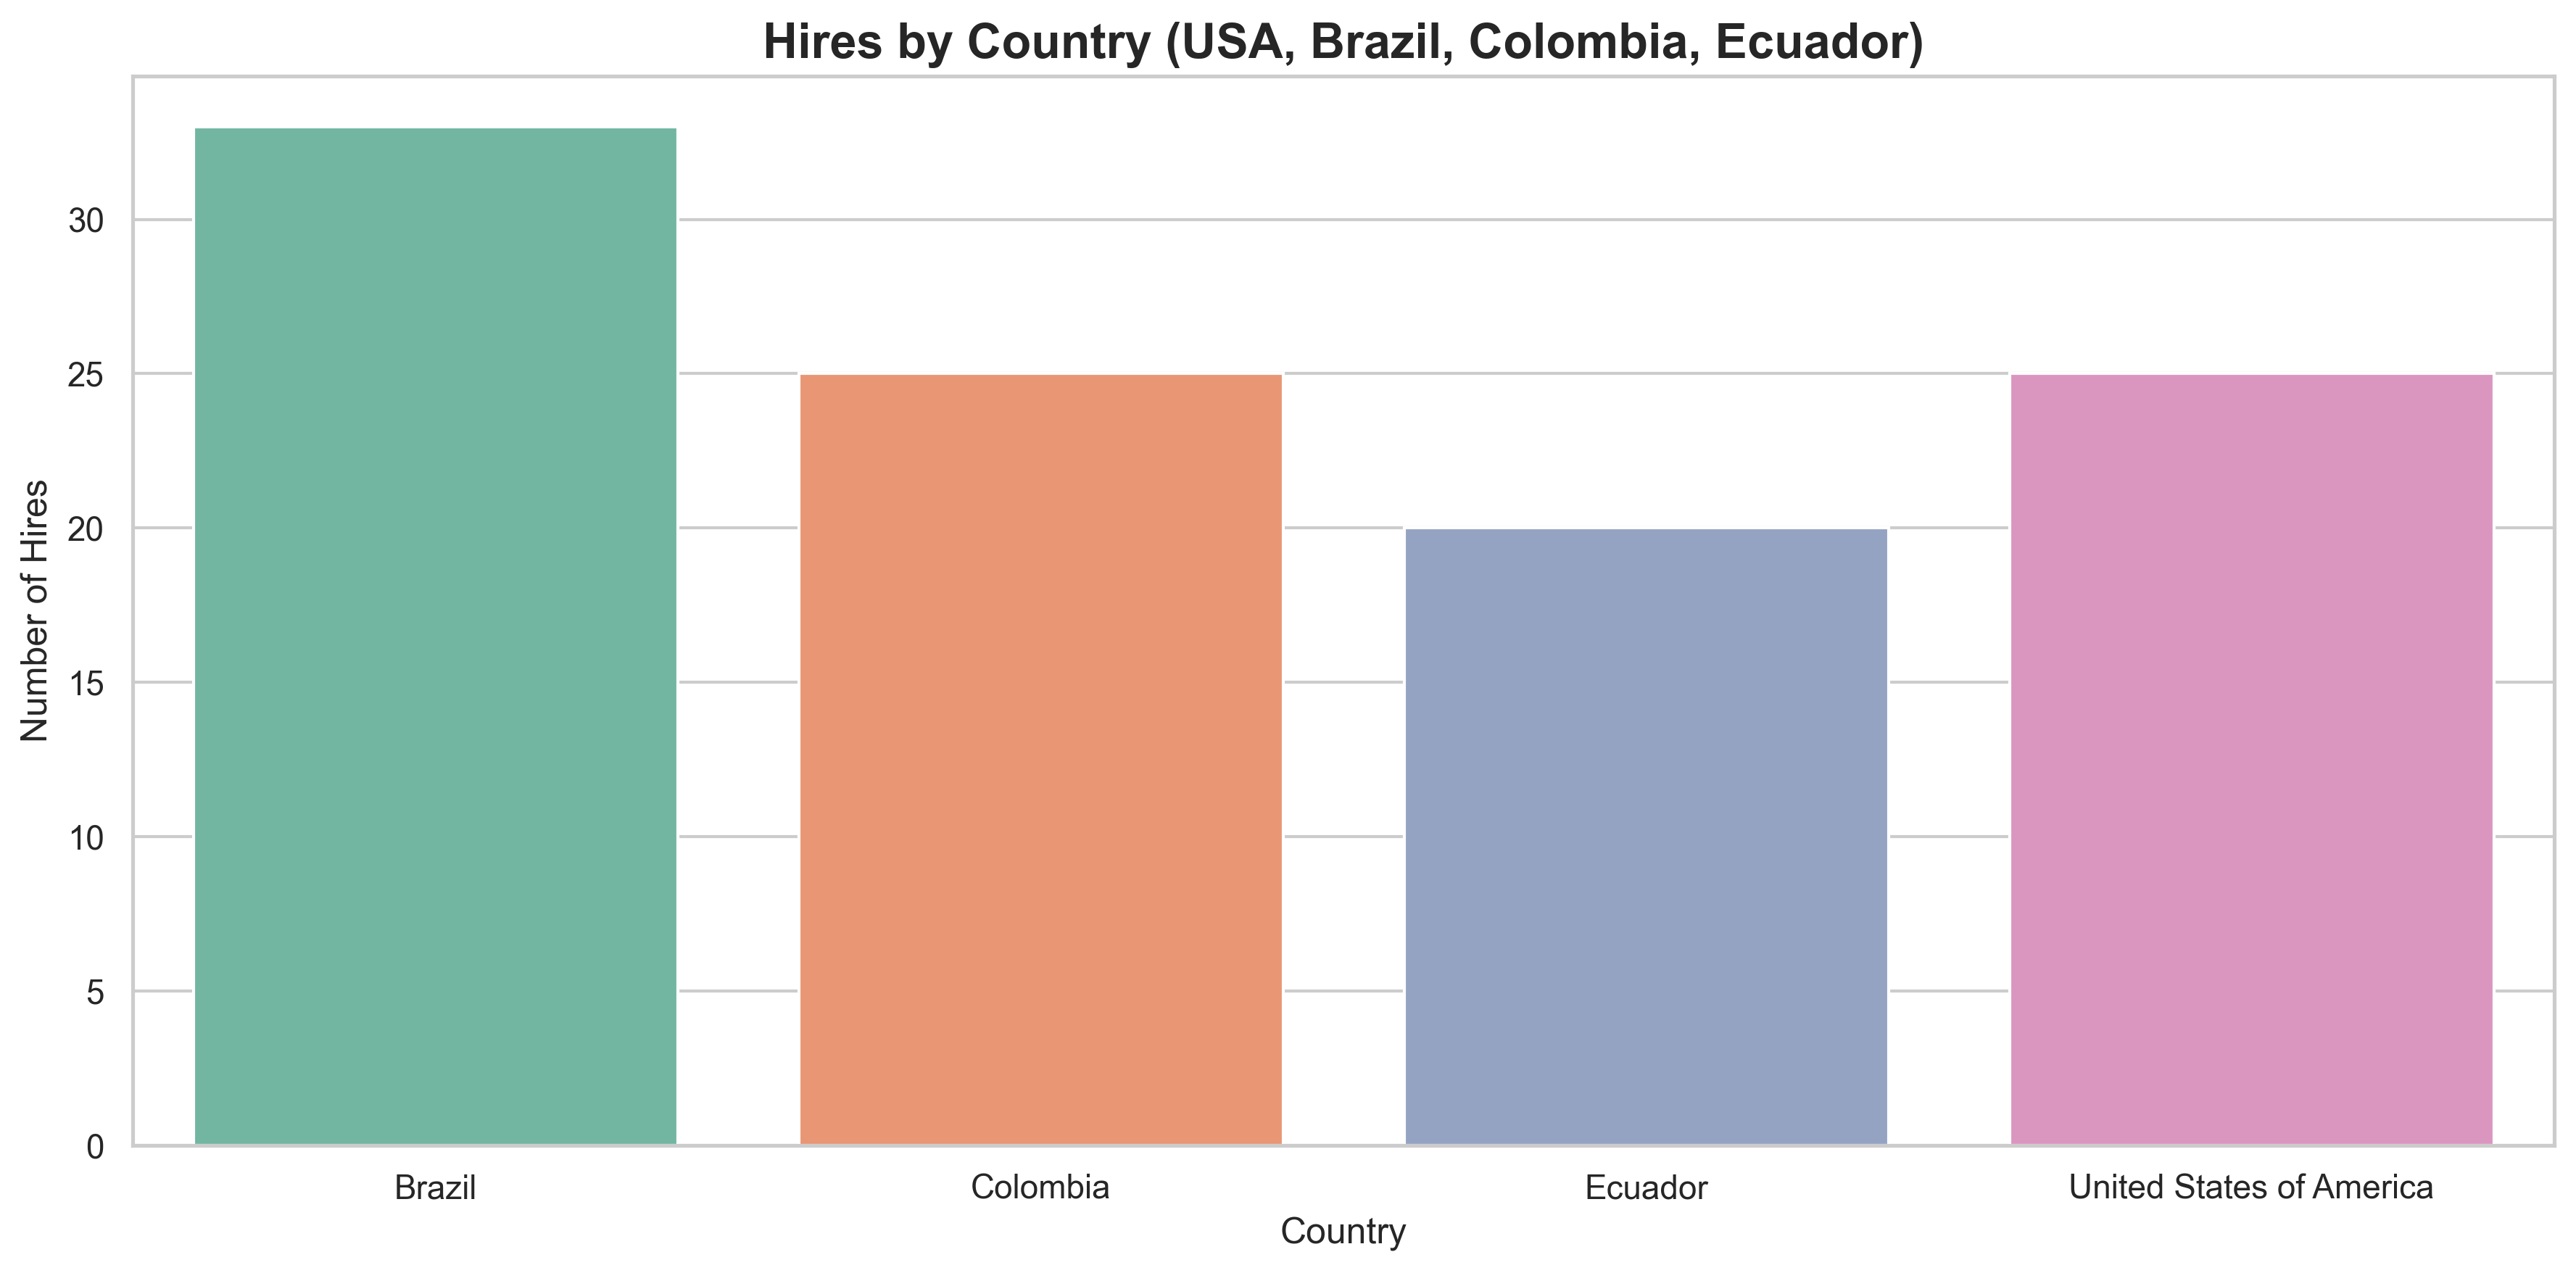 Hires by Country (USA, Brazil, Colombia, Ecuador)
30
25
20
15
10
5
0
Number of Hires
Brazil
Colombia
Ecuador
United States of America
Country